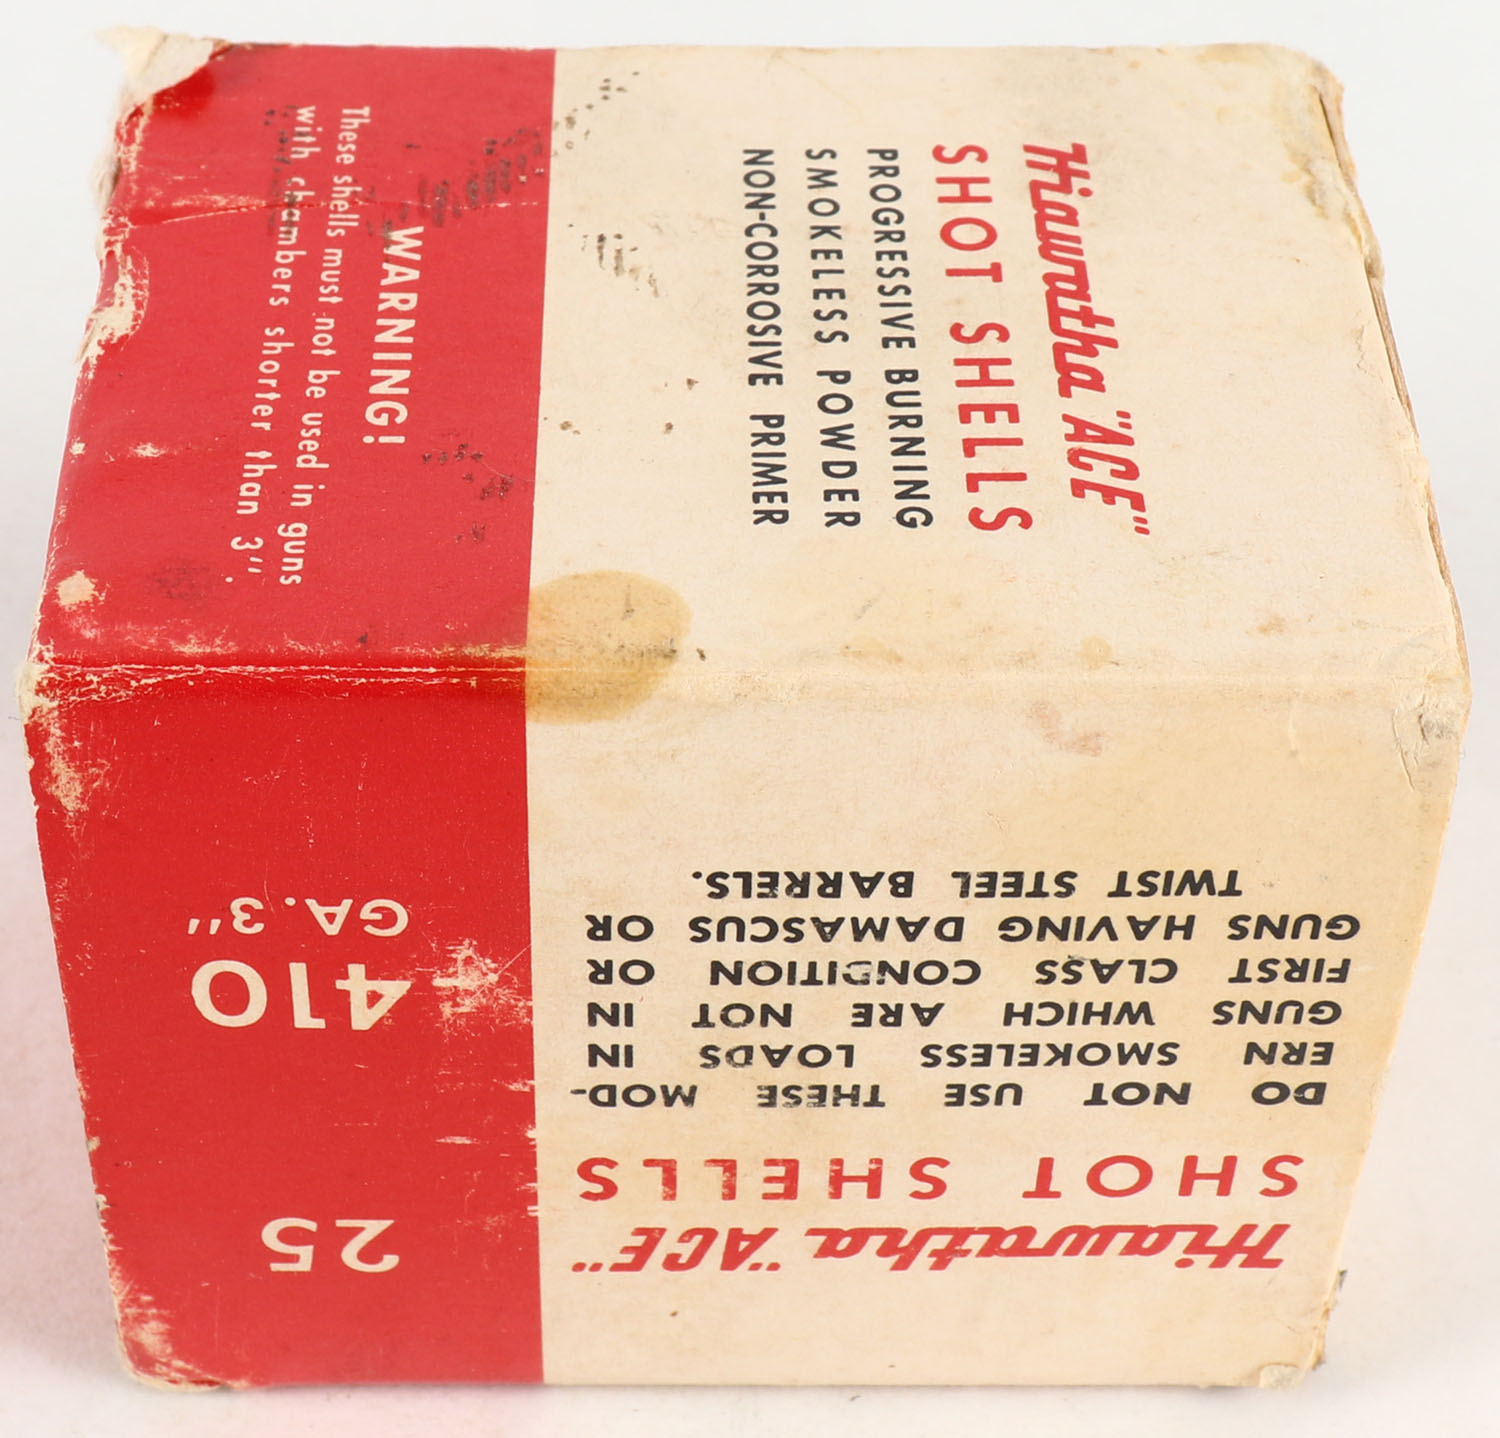 Hiawatha "ACE"
SHOT SHELLS
PROGRESSIVE BURNING
SMOKELESS POWDER
NON-CORROSIVE PRIMER
WARNING!
These shells must not be used in guns
with chambers shorter than 3".
Hiawatha "ACE"
SHOT SHELLS
DO NOT USE THESE MOD-
ERN SMOKELESS LOADS IN
GUNS WHICH ARE NOT IN
FIRST CLASS CONDITION OR
GUNS HAVING DAMASCUS OR
TWIST STEEL BARRELS.
25
410
GA. 3"